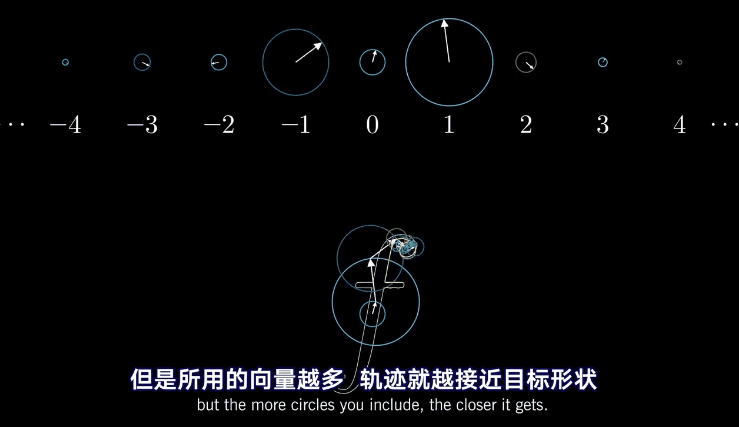 ··· −4 −3 −2 −1 0 1 2 3 4 ···
但是所用的向量越多 轨迹就越接近目标形状
but the more circles you include, the closer it gets.